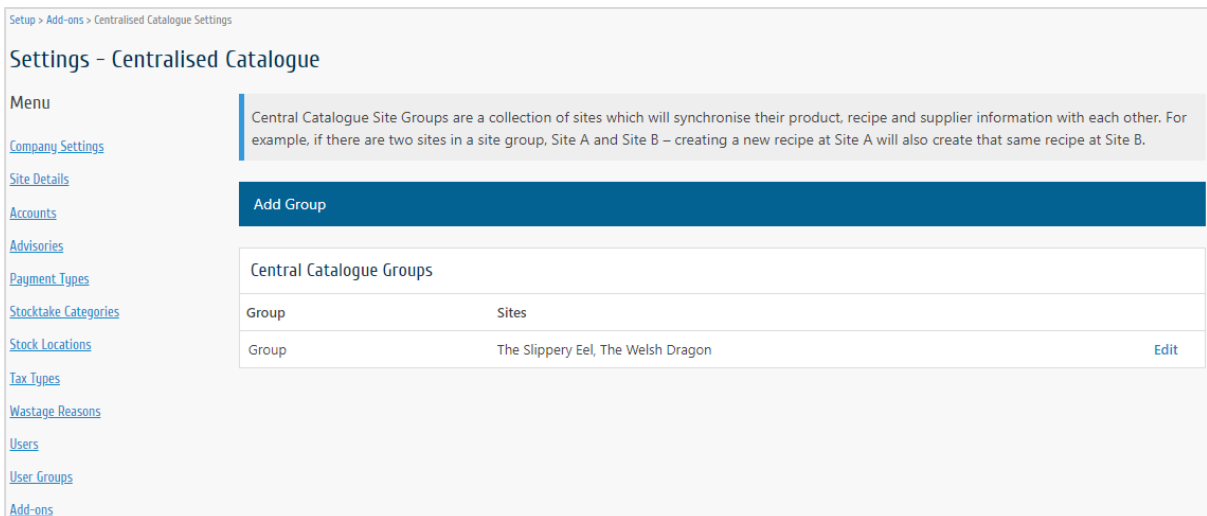 Setup > Add-ons > Centralised Catalogue Settings
Settings - Centralised Catalogue
Menu
Company Settings
Site Details
Accounts
Advisories
Payment Types
Stocktake Categories
Stock Locations
Tax Types
Wastage Reasons
Users
User Groups
Add-ons
Central Catalogue Site Groups are a collection of sites which will synchronise their product, recipe and supplier information with each other. For
example, if there are two sites in a site group, Site A and Site B – creating a new recipe at Site A will also create that same recipe at Site B.
Add Group
Central Catalogue Groups
Group Sites
Group The Slippery Eel, The Welsh Dragon Edit